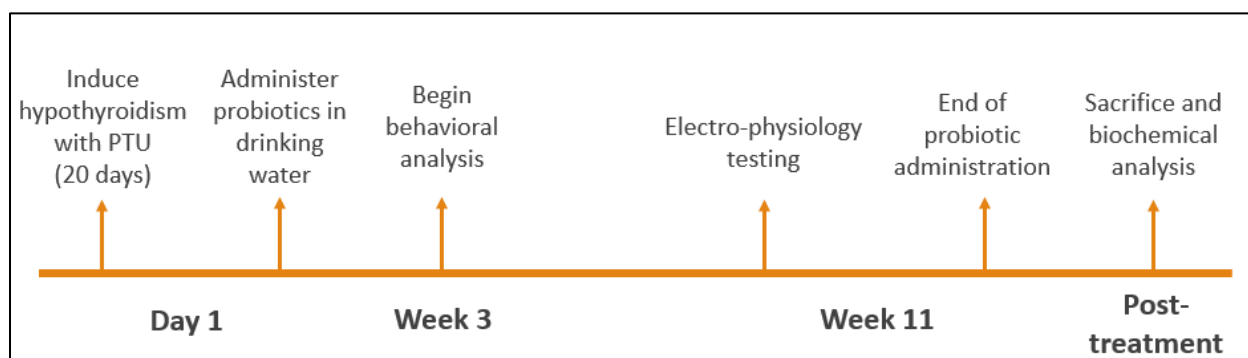 Induce
hypothyroidism
with PTU
(20 days)
Administer
probiotics in
drinking
water
Begin
behavioral
analysis
Electro-physiology
testing
End of
probiotic
administration
Sacrifice and
biochemical
analysis
Day 1
Week 3
Week 11
Post-
treatment